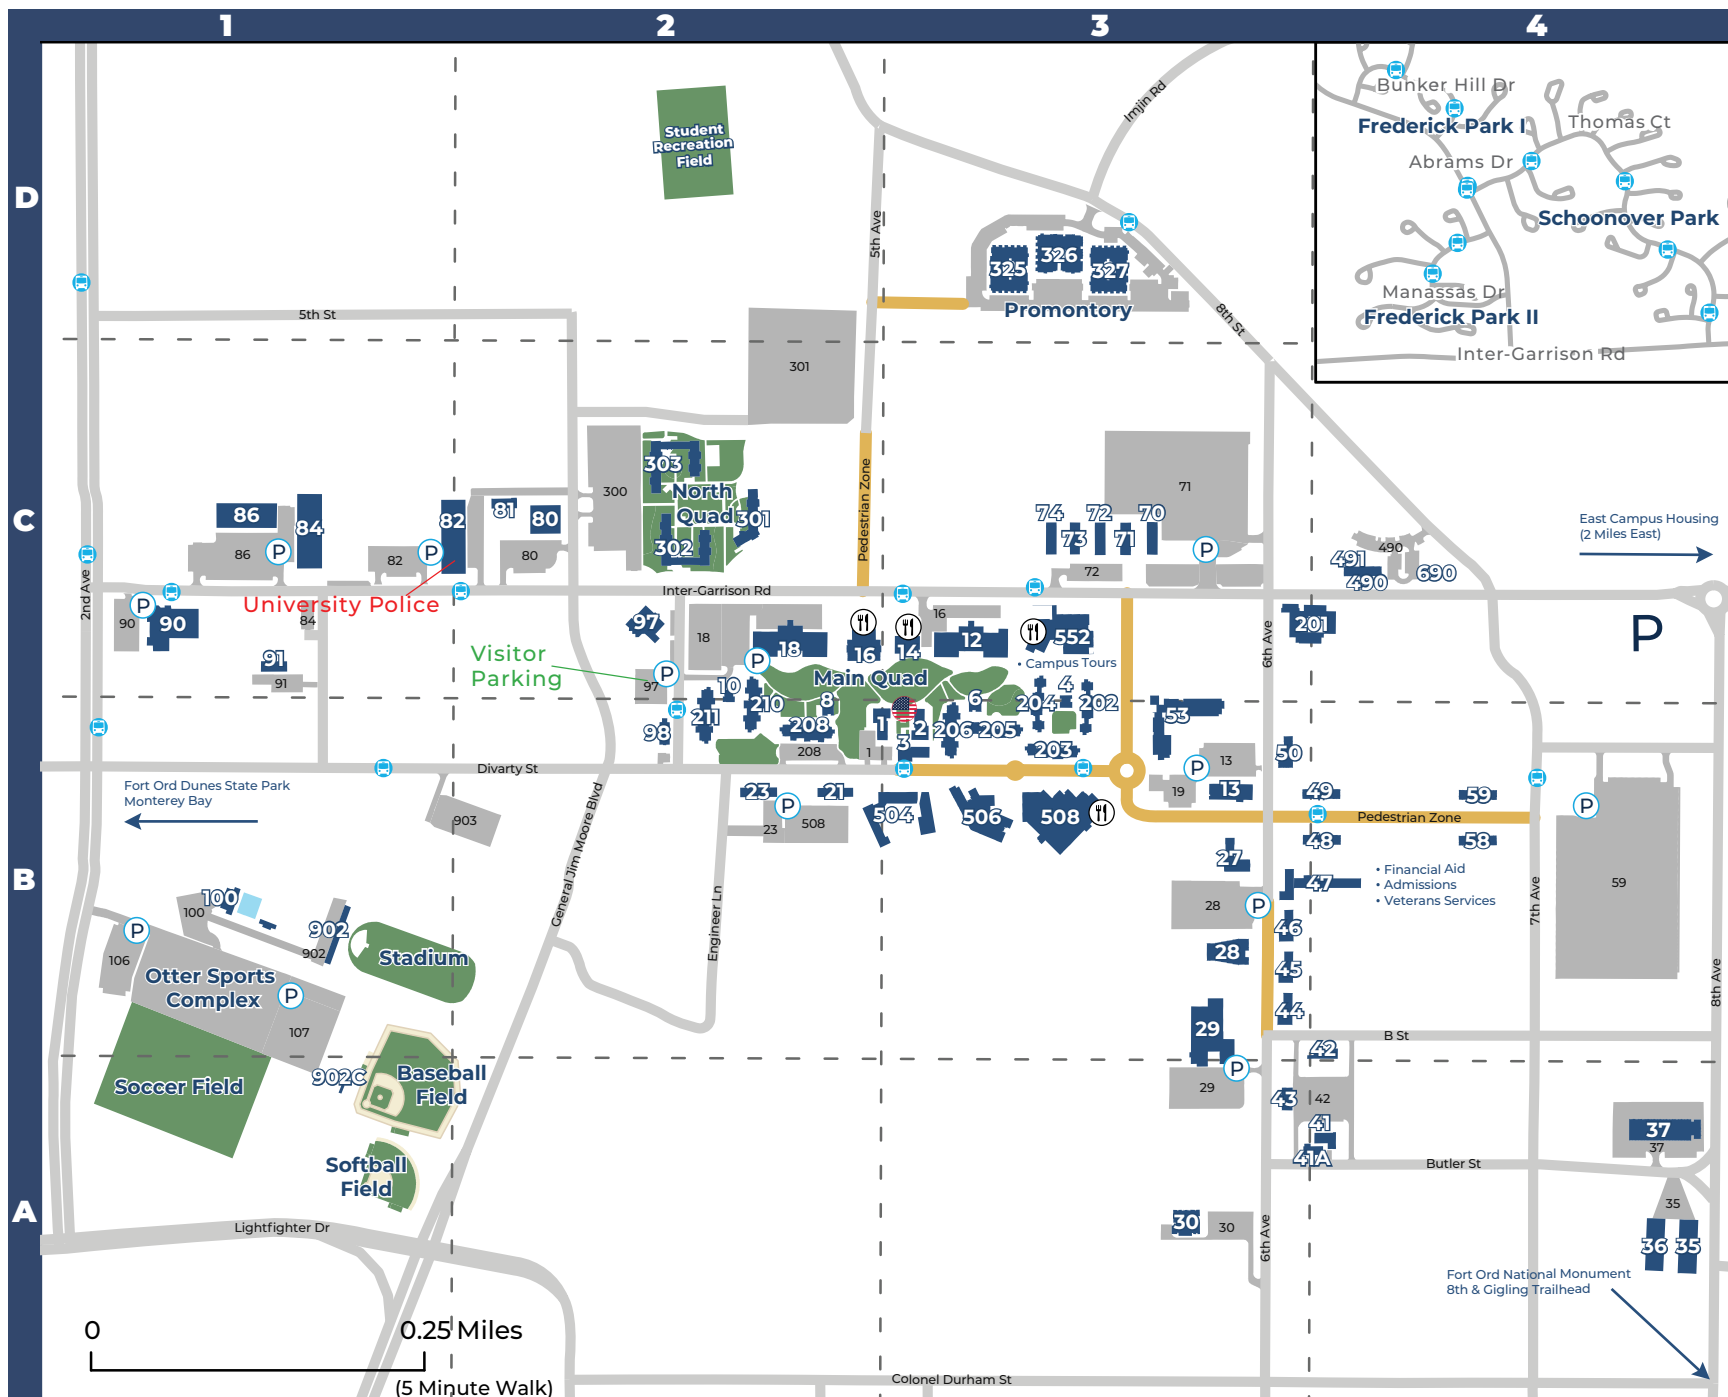 1
2
3
4
D
C
B
A
Student
Recreation
Field
Imjin Rd
5th Ave
325
326
327
Promontory
8th St
5th St
301
Bunker Hill Dr
Frederick Park I
Thomas Ct
Abrams Dr
Schoonover Park
Manassas Dr
Frederick Park II
Inter-Garrison Rd
303
North
Quad
301
302
300
Pedestrian Zone
86
84
82
81
80
86
P
82
P
80
74
73
72
71
70
71
P
72
491
490
490
690
East Campus Housing
(2 Miles East)
2nd Ave
Inter-Garrison Rd
University Police
P
90
90
84
91
91
97
18
18
16
14
16
12
552
• Campus Tours
Visitor
Parking
P
97
P
Main Quad
6th Ave
201
P
10
210
211
98
8
208
208
1
1
2
3
6
206
205
204
4
202
203
53
50
13
P
19
13
Divarty St
Fort Ord Dunes State Park
Monterey Bay
903
General Jim Moore Blvd
23
21
P
23
508
504
506
508
49
59
Pedestrian Zone
48
58
P
59
27
47
• Financial Aid
• Admissions
• Veterans Services
28
P
46
28
45
44
7th Ave
8th Ave
100
100
902
902
Stadium
P
106
Otter Sports
Complex
P
107
Engineer Ln
29
P
29
B St
42
42
43
41
41A
Soccer Field
902C
Baseball
Field
Softball
Field
Butler St
37
37
35
36
35
30
30
6th Ave
Lightfighter Dr
Fort Ord National Monument
8th & Gigling Trailhead
0
0.25 Miles
(5 Minute Walk)
Colonel Durham St